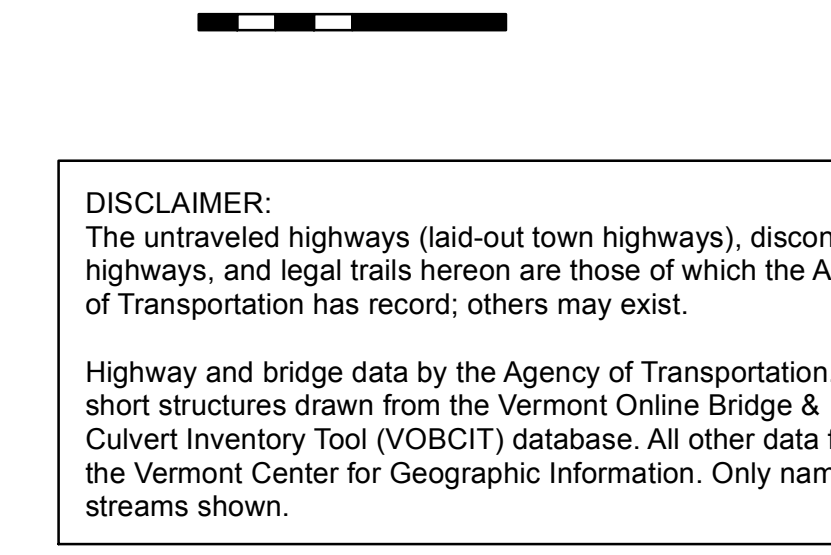 DISCLAIMER:
The untraveled highways (laid-out town highways), discon
highways, and legal trails hereon are those of which the A
of Transportation has record; others may exist.
Highway and bridge data by the Agency of Transportation.
short structures drawn from the Vermont Online Bridge &
Culvert Inventory Tool (VOBCIT) database. All other data f
the Vermont Center for Geographic Information. Only nam
streams shown.